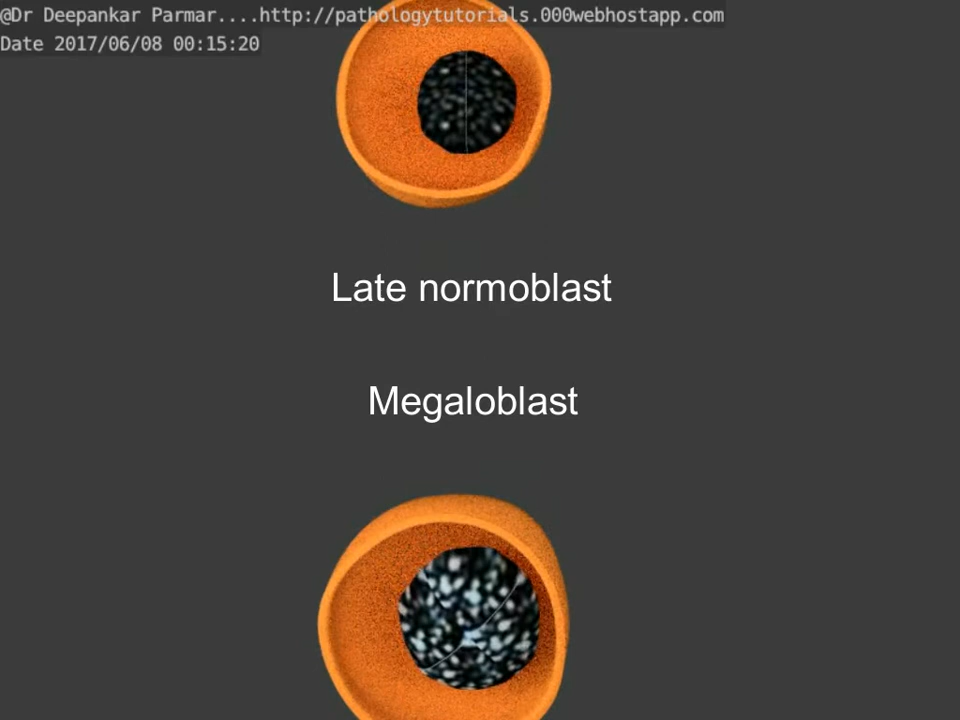 @Dr Deepankar Parmar....http://pathologytutorials.000webhostapp.com
Date 2017/06/08 00:15:20
Late normoblast
Megaloblast